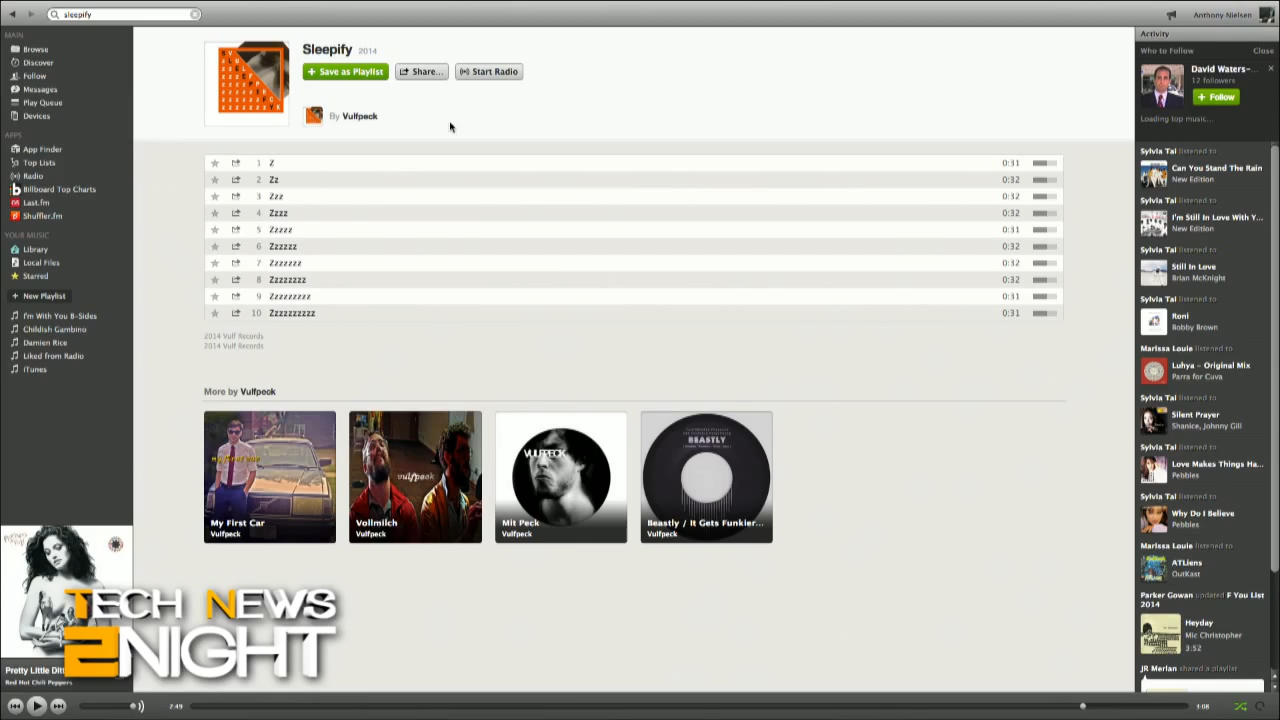 sleepify
Anthony Nielsen
MAIN
Browse
Discover
Follow
Messages
Play Queue
Devices
APPS
App Finder
Top Lists
Radio
Billboard Top Charts
Last.fm
Shuffler.fm
YOUR MUSIC
Library
Local Files
Starred
+ New Playlist
I'm With You B-Sides
Childish Gambino
Damien Rice
Liked from Radio
iTunes
Pretty Little Dit
Red Hot Chili Peppers
TECH NEWS
2NIGHT
Sleepify 2014
+ Save as Playlist
Share...
Start Radio
By Vulfpeck
1 Z 0:31
2 Zz 0:32
3 Zzz 0:32
4 Zzzz 0:32
5 Zzzzz 0:31
6 Zzzzzz 0:32
7 Zzzzzzz 0:32
8 Zzzzzzzz 0:32
9 Zzzzzzzzz 0:31
10 Zzzzzzzzzz 0:31
2014 Vulf Records
2014 Vulf Records
More by Vulfpeck
my first car
My First Car
Vulfpeck
vulfpeck
Vollmilch
Vulfpeck
VULFPECK
Mit Peck
Vulfpeck
BEASTLY
Beastly / It Gets Funkier...
Vulfpeck
Activity
Who to Follow Close
David Waters-...
12 followers
+ Follow
Loading top music...
Sylvia Tai listened to
Can You Stand The Rain
New Edition
Sylvia Tai listened to
I'm Still In Love With Y...
New Edition
Sylvia Tai listened to
Still In Love
Brian McKnight
Sylvia Tai listened to
Roni
Bobby Brown
Marissa Louie listened to
Luhya – Original Mix
Parra for Cuva
Sylvia Tai listened to
Silent Prayer
Shanice, Johnny Gill
Sylvia Tai listened to
Love Makes Things Ha...
Pebbles
Sylvia Tai listened to
Why Do I Believe
Pebbles
Marissa Louie listened to
ATLiens
OutKast
Parker Gowan updated F You List
2014
Heyday
Mic Christopher
3:52
JR Merlan shared a playlist
2:49
3:08